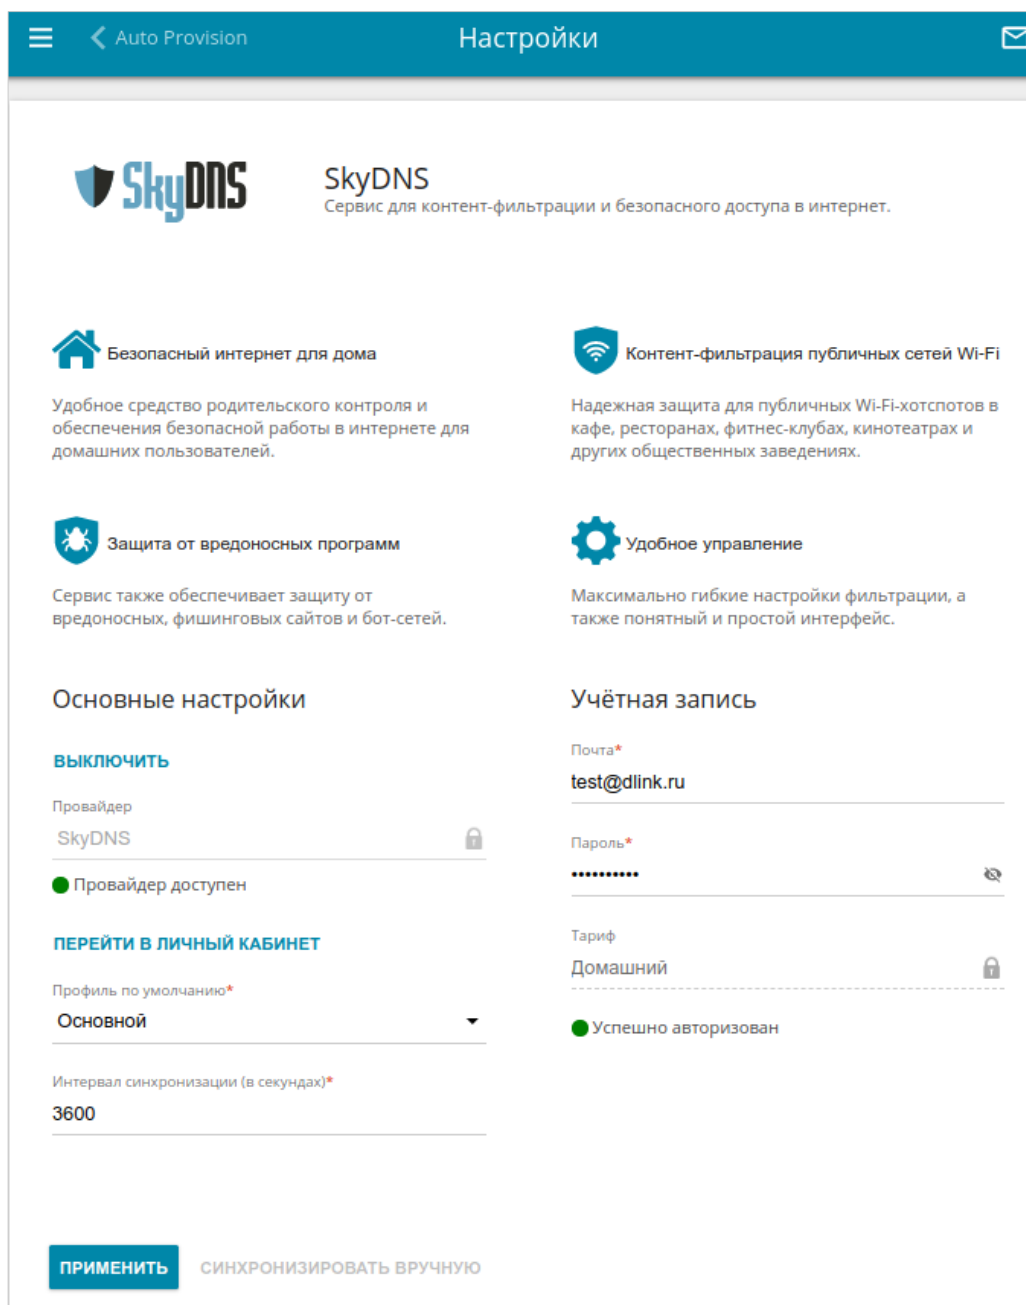 Auto Provision
Настройки
SkyDNS
SkyDNS
Сервис для контент-фильтрации и безопасного доступа в интернет.
Безопасный интернет для дома
Удобное средство родительского контроля и
обеспечения безопасной работы в интернете для
домашних пользователей.
Контент-фильтрация публичных сетей Wi-Fi
Надежная защита для публичных Wi-Fi-хотспотов в
кафе, ресторанах, фитнес-клубах, кинотеатрах и
других общественных заведениях.
Защита от вредоносных программ
Сервис также обеспечивает защиту от
вредоносных, фишинговых сайтов и бот-сетей.
Удобное управление
Максимально гибкие настройки фильтрации, а
также понятный и простой интерфейс.
Основные настройки
ВЫКЛЮЧИТЬ
Провайдер
SkyDNS
Провайдер доступен
ПЕРЕЙТИ В ЛИЧНЫЙ КАБИНЕТ
Профиль по умолчанию*
Основной
Интервал синхронизации (в секундах)*
3600
Учётная запись
Почта*
test@dlink.ru
Пароль*
••••••••••
Тариф
Домашний
Успешно авторизован
ПРИМЕНИТЬ
СИНХРОНИЗИРОВАТЬ ВРУЧНУЮ